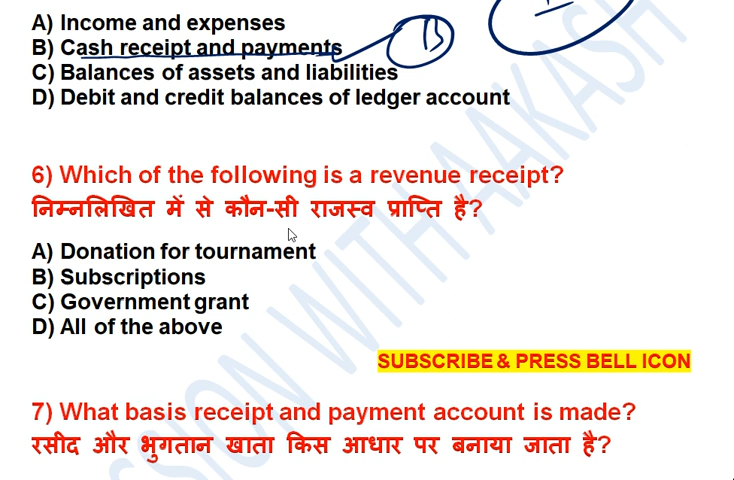 A) Income and expenses
B) Cash receipt and payments
B
C) Balances of assets and liabilities
D) Debit and credit balances of ledger account
6) Which of the following is a revenue receipt?
निम्नलिखित में से कौन-सी राजस्व प्राप्ति है?
A) Donation for tournament
B) Subscriptions
C) Government grant
D) All of the above
SUBSCRIBE & PRESS BELL ICON
7) What basis receipt and payment account is made?
रसीद और भुगतान खाता किस आधार पर बनाया जाता है?
SSION WITH AAKASH